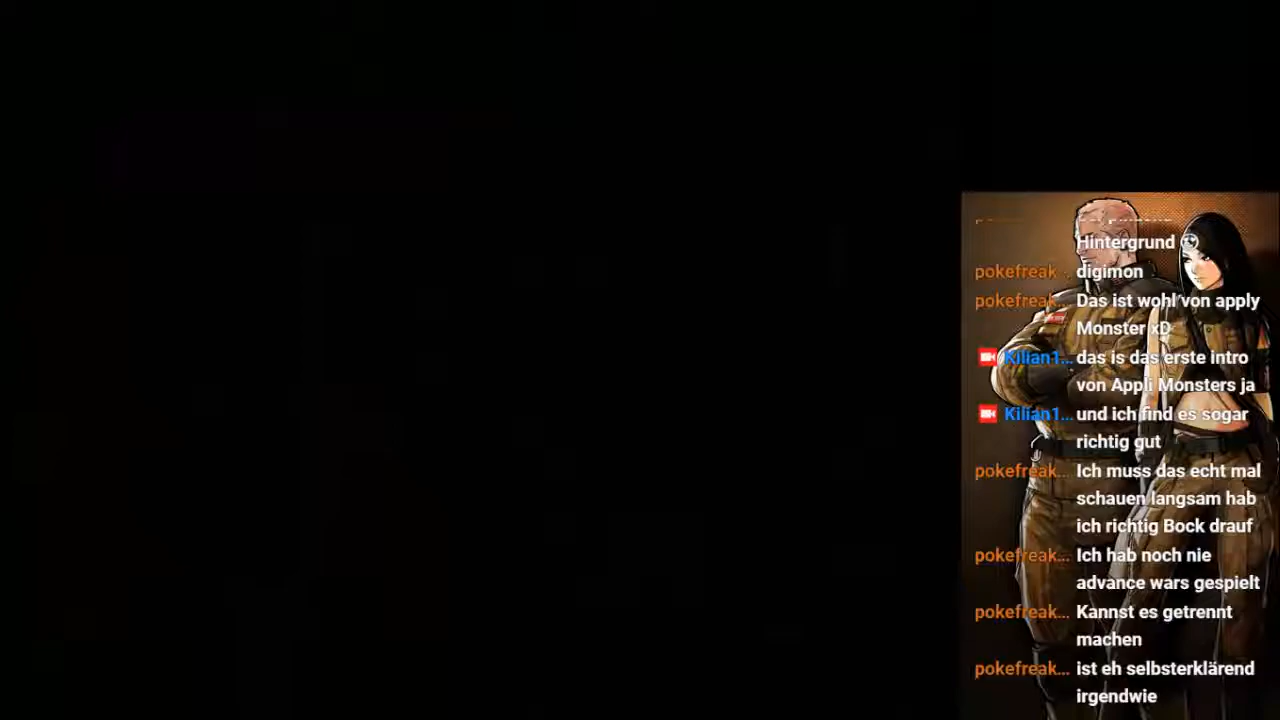 Hintergrund
pokefreak... digimon
pokefreak... Das ist wohl von apply
Monster xD
Kilian1... das is das erste intro
von Appli Monsters ja
Kilian1... und ich find es sogar
richtig gut
pokefreak... Ich muss das echt mal
schauen langsam hab
ich richtig Bock drauf
pokefreak... Ich hab noch nie
advance wars gespielt
pokefreak... Kannst es getrennt
machen
pokefreak... ist eh selbsterklärend
irgendwie